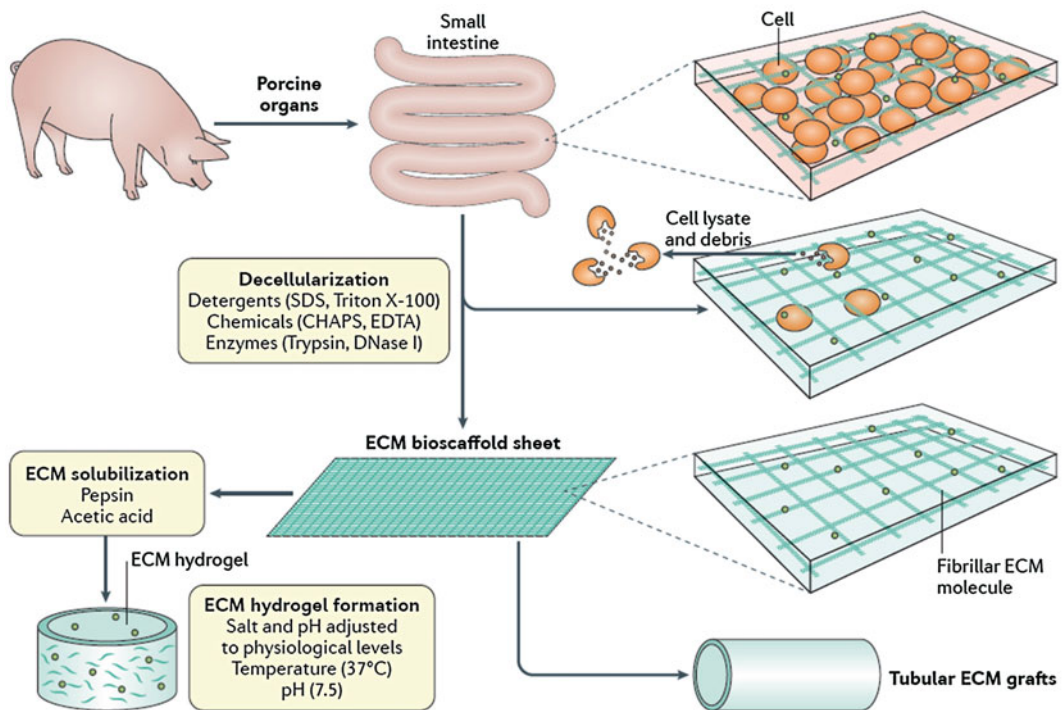 Small
intestine
Cell
Porcine
organs
Cell lysate
and debris
Decellularization
Detergents (SDS, Triton X-100)
Chemicals (CHAPS, EDTA)
Enzymes (Trypsin, DNase I)
ECM bioscaffold sheet
ECM solubilization
Pepsin
Acetic acid
ECM hydrogel
Fibrillar ECM
molecule
ECM hydrogel formation
Salt and pH adjusted
to physiological levels
Temperature (37°C)
pH (7.5)
Tubular ECM grafts